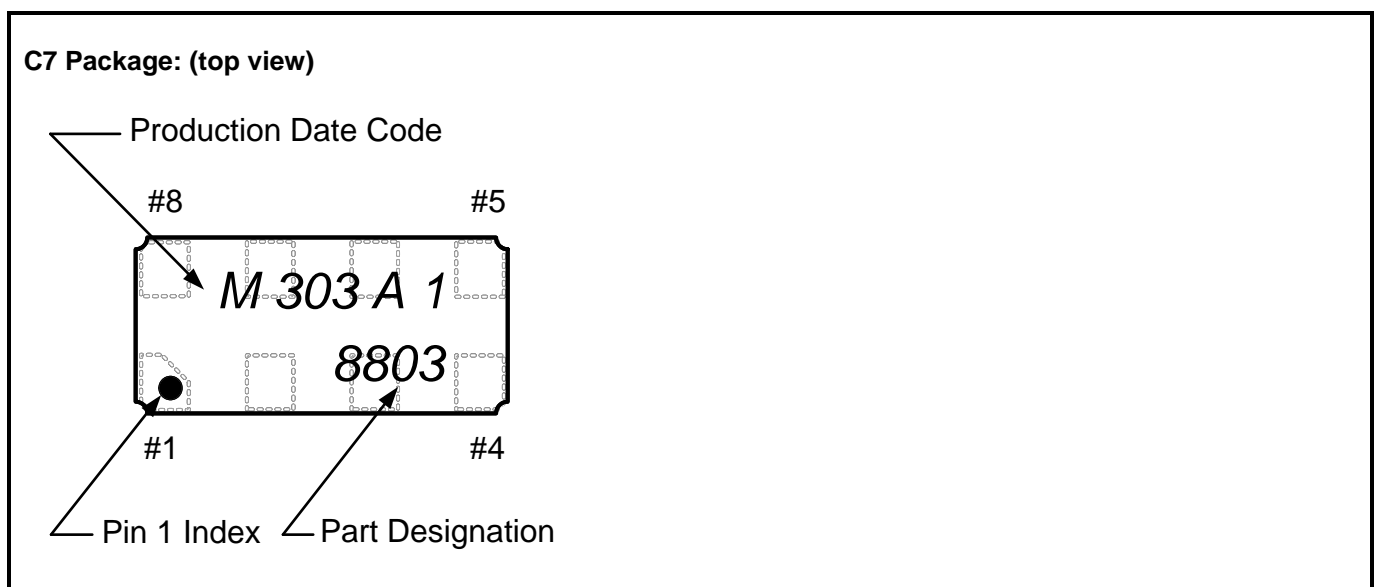 C7 Package: (top view)
Production Date Code
#8 #5
M 303 A 1
8803
#1 #4
Pin 1 Index Part Designation